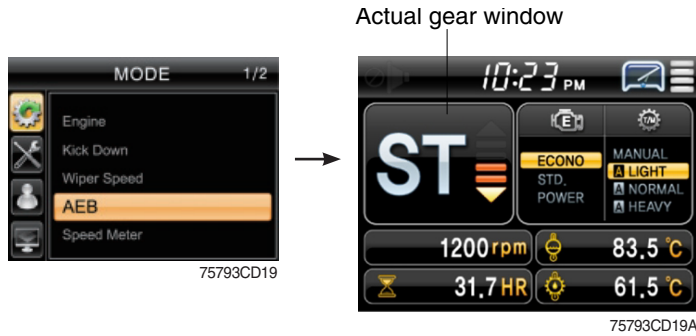 Actual gear window
MODE 1/2
Engine
Kick Down
Wiper Speed
AEB
Speed Meter
75793CD19
10:23 PM
ST
E
ECONO
STD.
POWER
T/M
MANUAL
A LIGHT
A NORMAL
A HEAVY
1200 rpm
83.5 °C
31.7 HR
61.5 °C
75793CD19A